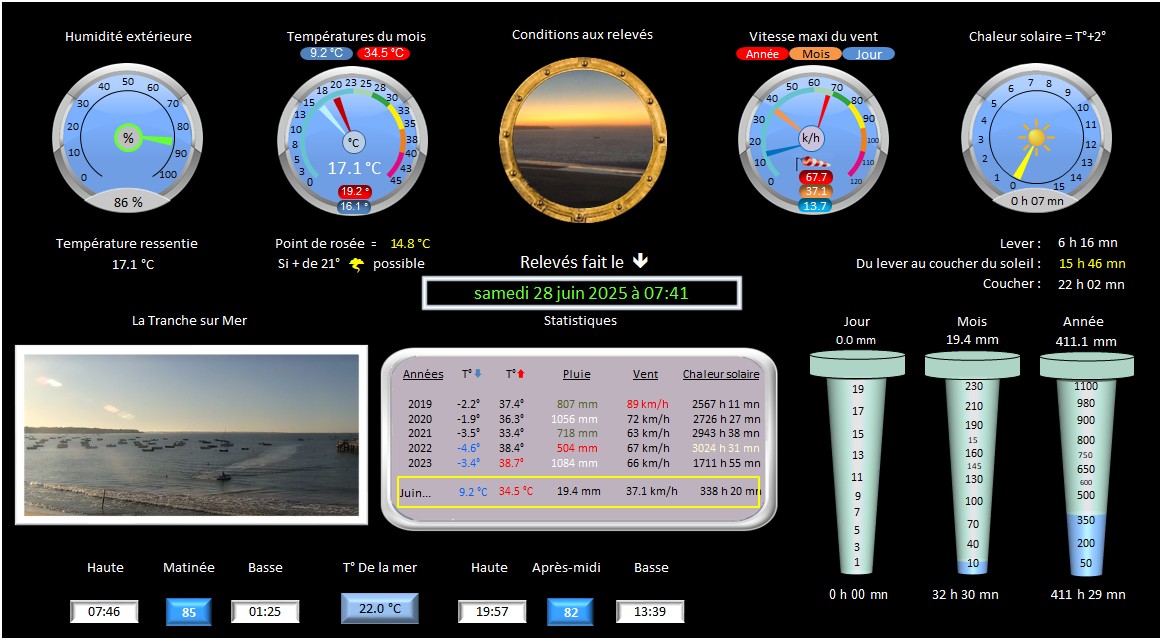 Humidité extérieure
Températures du mois
9.2 °C 34.5 °C
Conditions aux relevés
Vitesse maxi du vent
Année Mois Jour
Chaleur solaire = T°+2°
0 10 20 30 40 50 60 70 80 90 100
%
86 %
0 3 5 8 10 13 15 18 20 23 25 28 30 33 35 38 40 43 45
°C
17.1 °C
19.2 °
16.1 °
0 10 20 30 40 50 60 70 80 90 100 110 120
k/h
67.7
37.1
13.7
0 1 2 3 4 5 6 7 8 9 10 11 12 13 14 15
0 h 07 mn
Température ressentie
17.1 °C
Point de rosée = 14.8 °C
Si + de 21° possible
Relevés fait le
samedi 28 juin 2025 à 07:41
Lever : 6 h 16 mn
Du lever au coucher du soleil : 15 h 46 mn
Coucher : 22 h 02 mn
La Tranche sur Mer
Statistiques
Années T° T° Pluie Vent Chaleur solaire
2019 -2.2° 37.4° 807 mm 89 km/h 2567 h 11 mn
2020 -1.9° 36.3° 1056 mm 72 km/h 2726 h 27 mn
2021 -3.5° 33.4° 718 mm 63 km/h 2943 h 38 mn
2022 -4.6° 38.4° 504 mm 67 km/h 3024 h 31 mn
2023 -3.4° 38.7° 1084 mm 66 km/h 1711 h 55 mn
Juin... 9.2 °C 34.5 °C 19.4 mm 37.1 km/h 338 h 20 mn
Jour
0.0 mm
19
17
15
13
11
9
7
5
3
1
0 h 00 mn
Mois
19.4 mm
230
210
190
15
160
145
130
100
70
40
10
32 h 30 mn
Année
411.1 mm
1100
980
900
800
750
650
600
500
350
200
50
411 h 29 mn
Haute Matinée Basse
07:46 85 01:25
T° De la mer
22.0 °C
Haute Après-midi Basse
19:57 82 13:39